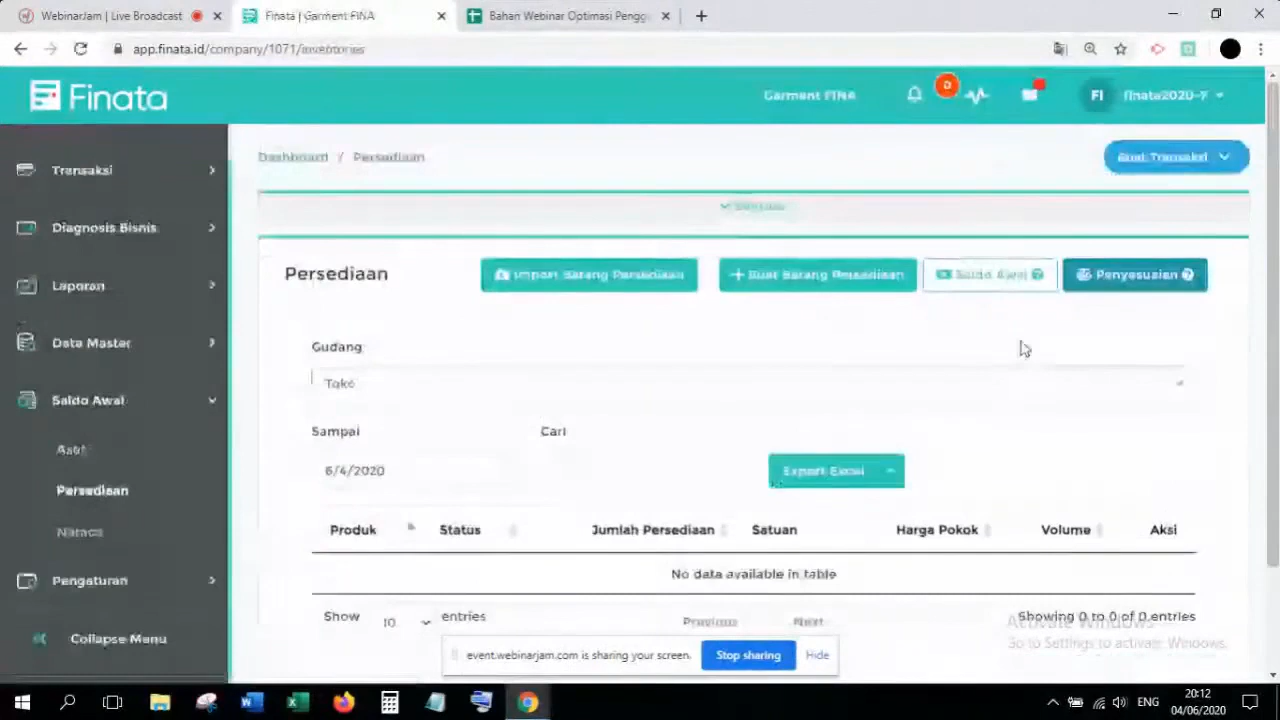 WebinarJam | Live Broadcast
Finata | Garment FINA
Bahan Webinar Optimasi Pengg
app.finata.id/company/1071/inventories
Finata
Garment FINA
0
FI
finata2020-7
Transaksi
Diagnosis Bisnis
Laporan
Data Master
Saldo Awal
Aset
Persediaan
Neraca
Pengaturan
Collapse Menu
Dashboard / Persediaan
Buat Transaksi
Persediaan
Import Barang Persediaan
Buat Barang Persediaan
Saldo Awal
Penyesuaian
Gudang
Toko
Sampai
Cari
6/4/2020
Export Excel
Produk Status Jumlah Persediaan Satuan Harga Pokok Volume Aksi
No data available in table
Show 10 entries
Previous Next
Showing 0 to 0 of 0 entries
Activate Windows
Go to Settings to activate Windows.
event.webinarjam.com is sharing your screen.
Stop sharing
Hide
ENG
20:12
04/06/2020